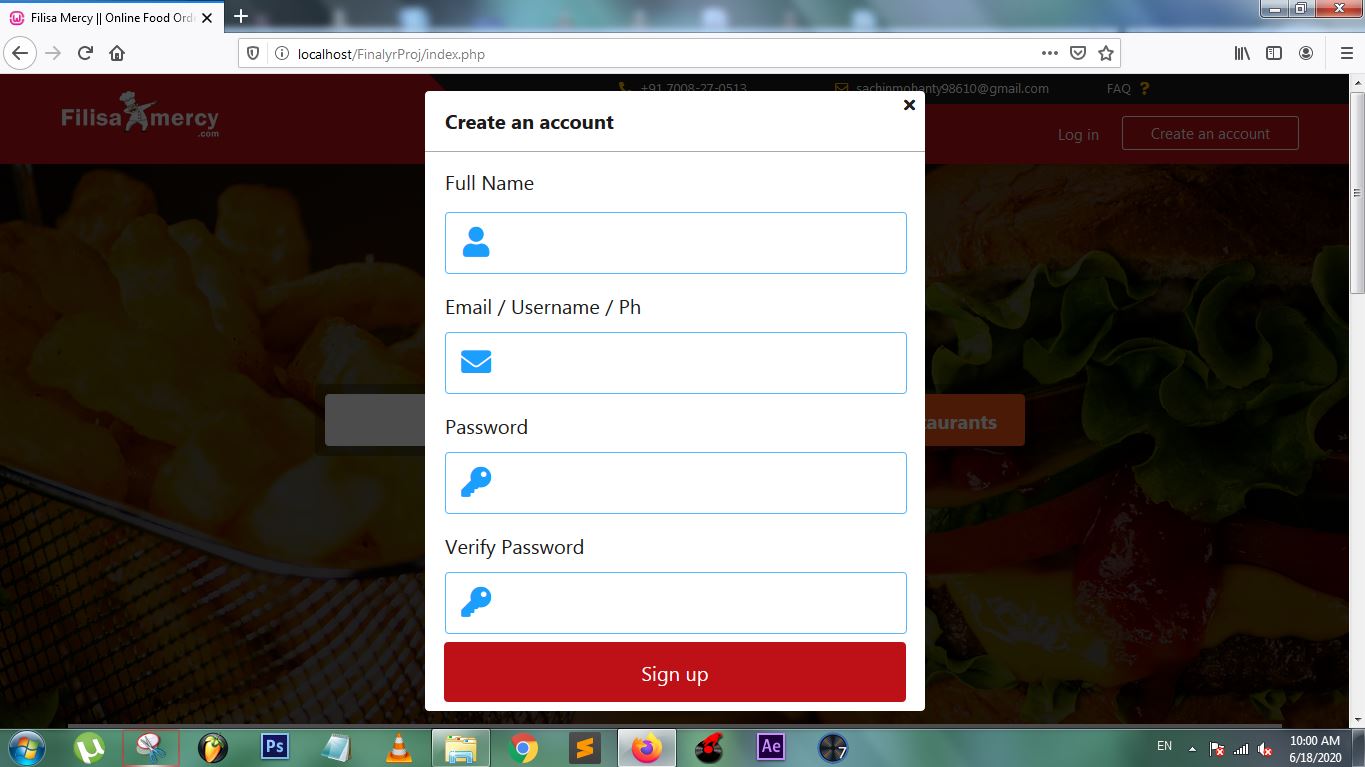 Filisa Mercy || Online Food Ord
localhost/FinalyrProj/index.php
Filisa mercy
.com
+91 7008-27-0513
sachinmohanty98610@gmail.com
FAQ ?
Log in
Create an account
Create an account
Full Name
Email / Username / Ph
Password
Verify Password
Sign up
aurants
Ps
Ae
7
EN
10:00 AM
6/18/2020